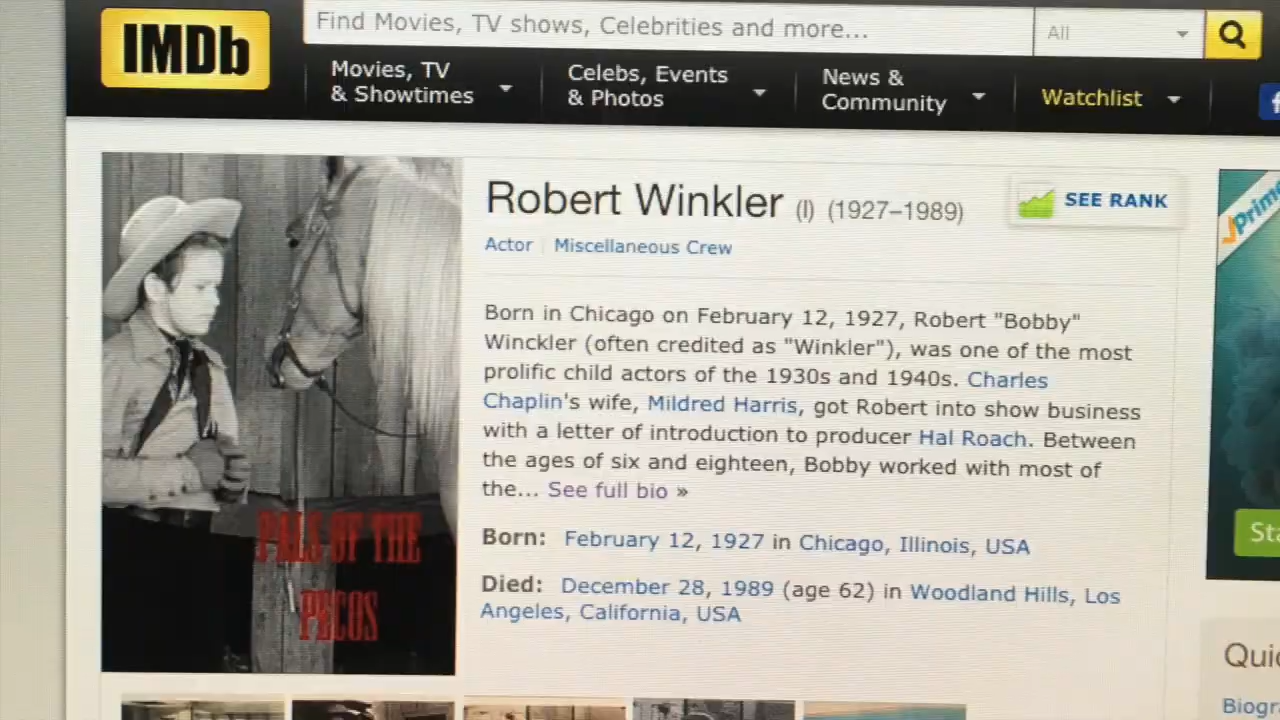 IMDb
Find Movies, TV shows, Celebrities and more...
All
Movies, TV
& Showtimes
Celebs, Events
& Photos
News &
Community
Watchlist
Robert Winkler (I) (1927–1989)
SEE RANK
Prime
Actor | Miscellaneous Crew
Born in Chicago on February 12, 1927, Robert "Bobby"
Winckler (often credited as "Winkler"), was one of the most
prolific child actors of the 1930s and 1940s. Charles
Chaplin's wife, Mildred Harris, got Robert into show business
with a letter of introduction to producer Hal Roach. Between
the ages of six and eighteen, Bobby worked with most of
the... See full bio »
PALS OF THE
PECOS
Born: February 12, 1927 in Chicago, Illinois, USA
Died: December 28, 1989 (age 62) in Woodland Hills, Los
Angeles, California, USA